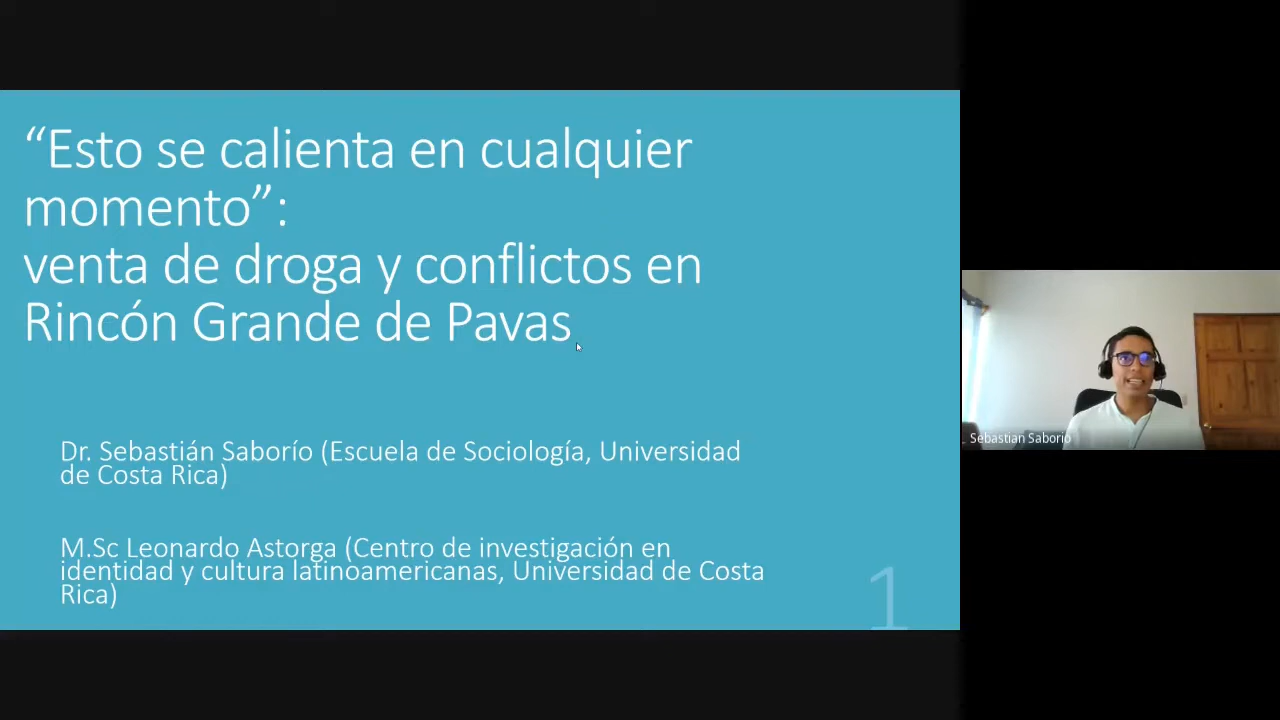 “Esto se calienta en cualquier
momento”:
venta de droga y conflictos en
Rincón Grande de Pavas
Dr. Sebastián Saborío (Escuela de Sociología, Universidad
de Costa Rica)
M.Sc Leonardo Astorga (Centro de investigación en
identidad y cultura latinoamericanas, Universidad de Costa
Rica)
1
Sebastian Saborio